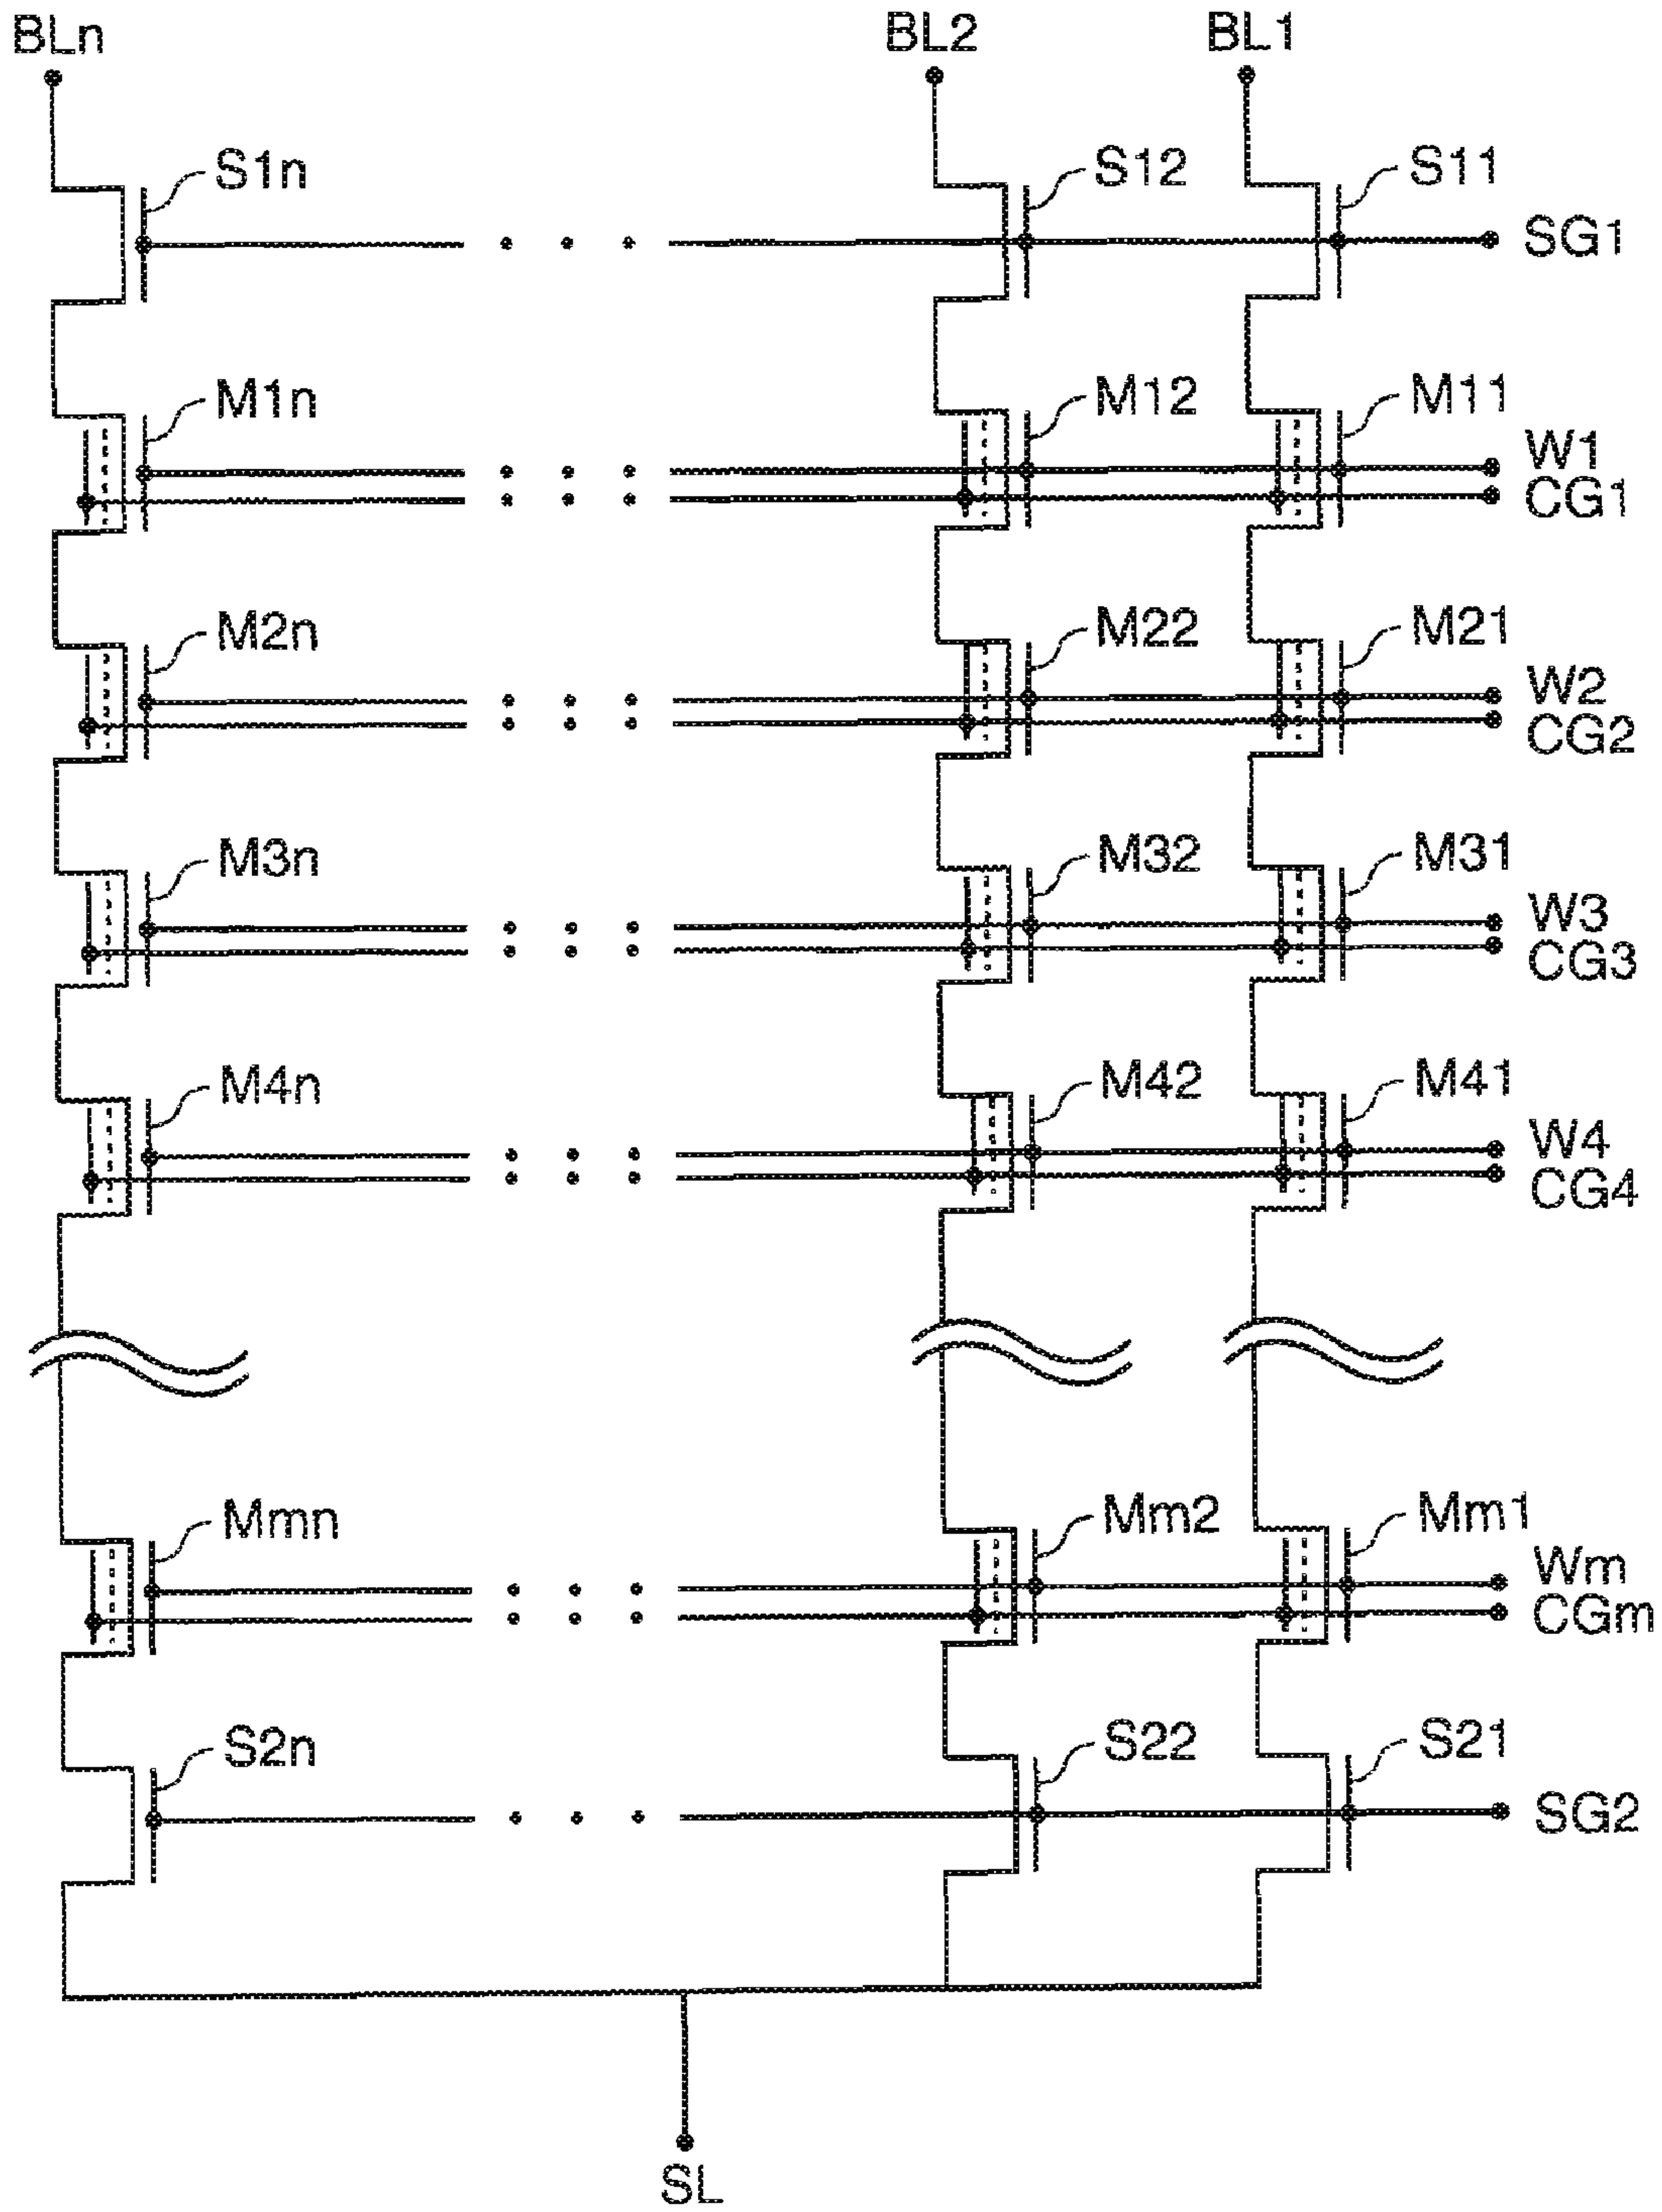 BLn BL2 BL1
S1n S12 S11
SG1
M1n M12 M11
W1
CG1
M2n M22 M21
W2
CG2
M3n M32 M31
W3
CG3
M4n M42 M41
W4
CG4
Mmn Mm2 Mm1
Wm
CGm
S2n S22 S21
SG2
SL